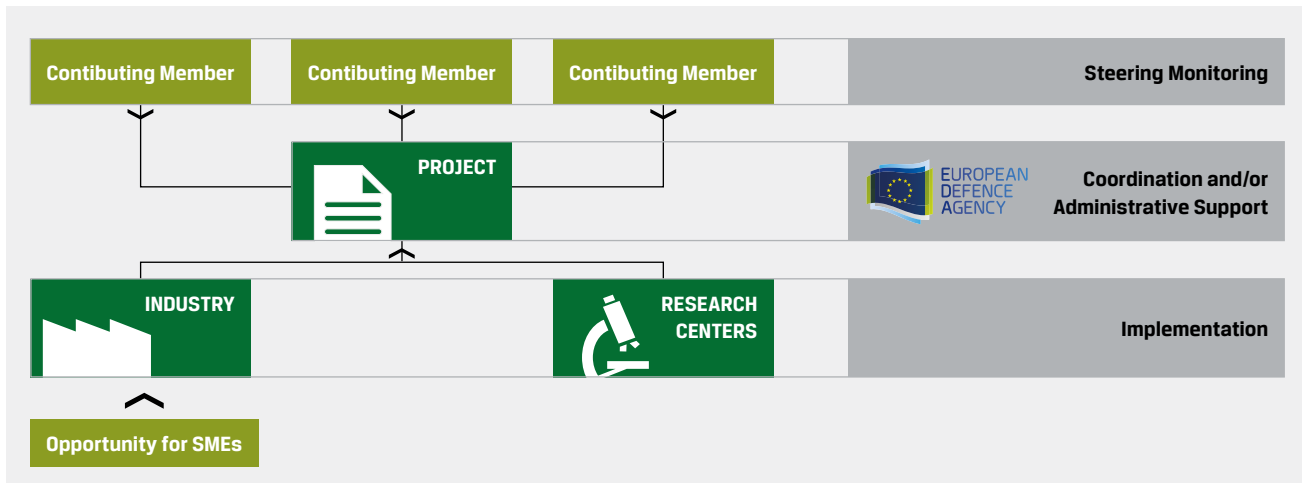 Contibuting Member
Contibuting Member
Contibuting Member
Steering Monitoring
PROJECT
EUROPEAN
DEFENCE
AGENCY
Coordination and/or
Administrative Support
INDUSTRY
RESEARCH
CENTERS
Implementation
Opportunity for SMEs